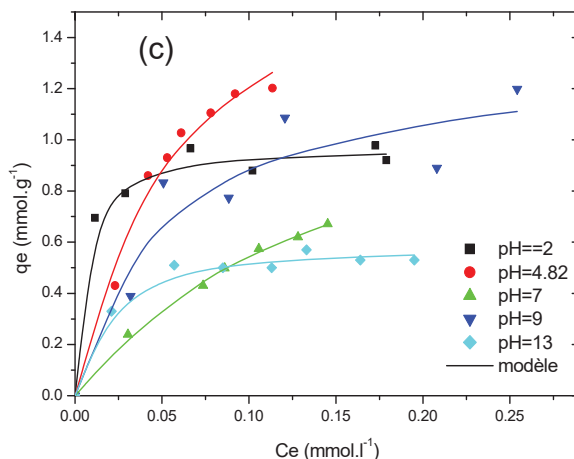 (c)
qe (mmol.g⁻¹)
1.4
1.2
1.0
0.8
0.6
0.4
0.2
0.0
pH==2
pH=4.82
pH=7
pH=9
pH=13
modèle
0.00 0.05 0.10 0.15 0.20 0.25
Ce (mmol.l⁻¹)